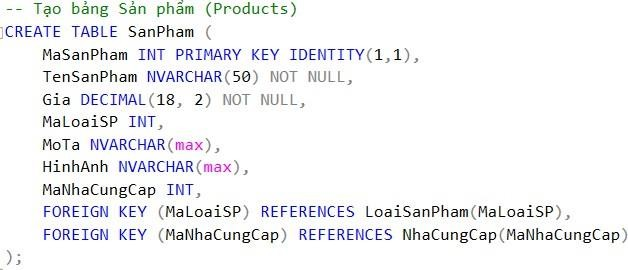 -- Tạo bảng Sản phẩm (Products)
CREATE TABLE SanPham (
    MaSanPham INT PRIMARY KEY IDENTITY(1,1),
    TenSanPham NVARCHAR(50) NOT NULL,
    Gia DECIMAL(18, 2) NOT NULL,
    MaLoaiSP INT,
    MoTa NVARCHAR(max),
    HinhAnh NVARCHAR(max),
    MaNhaCungCap INT,
    FOREIGN KEY (MaLoaiSP) REFERENCES LoaiSanPham(MaLoaiSP),
    FOREIGN KEY (MaNhaCungCap) REFERENCES NhaCungCap(MaNhaCungCap)
);